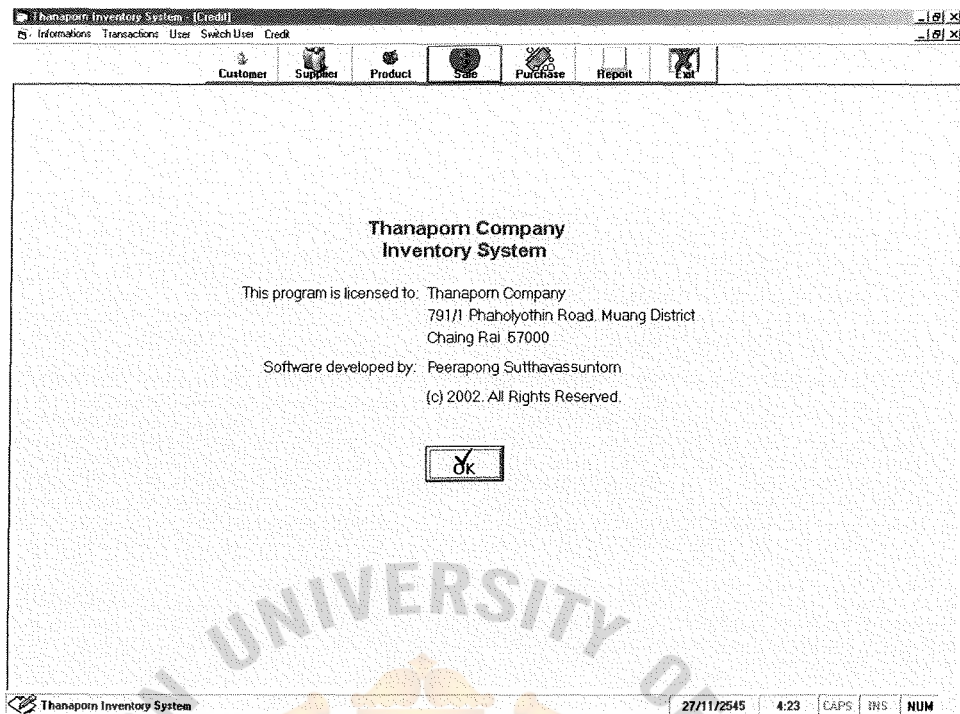 Thanaporn Inventory System - [Credit]
Informations Transactions User Switch User Credit
Customer Supplier Product Sale Purchase Report Exit
Thanaporn Company
Inventory System
This program is licensed to: Thanaporn Company
791/1 Phaholyothin Road. Muang District
Chaing Rai 57000
Software developed by: Peerapong Sutthavassuntorn
(c) 2002. All Rights Reserved.
OK
UNIVERSITY
Thanaporn Inventory System 27/11/2545 4:23 CAPS INS NUM